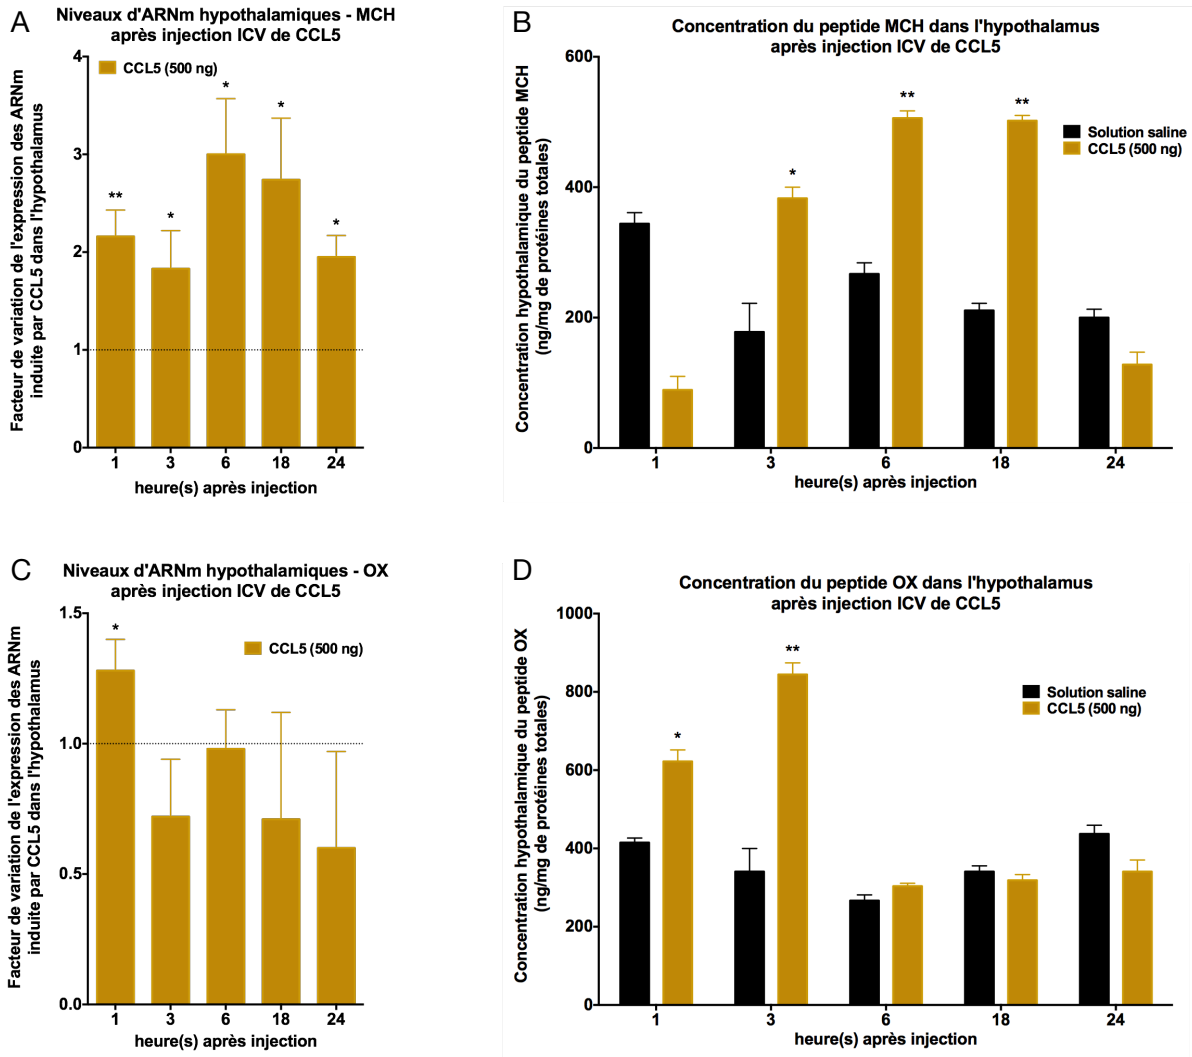 A
Niveaux d'ARNm hypothalamiques - MCH
après injection ICV de CCL5
Facteur de variation de l'expression des ARNm
induite par CCL5 dans l'hypothalamus
4
3
2
1
0
CCL5 (500 ng)
**
*
*
*
*
1 3 6 18 24
heure(s) après injection
B
Concentration du peptide MCH dans l'hypothalamus
après injection ICV de CCL5
Concentration hypothalamique du peptide MCH
(ng/mg de protéines totales)
600
400
200
0
*
**
**
Solution saline
CCL5 (500 ng)
1 3 6 18 24
heure(s) après injection
C
Niveaux d'ARNm hypothalamiques - OX
après injection ICV de CCL5
Facteur de variation de l'expression des ARNm
induite par CCL5 dans l'hypothalamus
1.5
1.0
0.5
0.0
*
CCL5 (500 ng)
1 3 6 18 24
heure(s) après injection
D
Concentration du peptide OX dans l'hypothalamus
après injection ICV de CCL5
Concentration hypothalamique du peptide OX
(ng/mg de protéines totales)
1000
800
600
400
200
0
*
**
Solution saline
CCL5 (500 ng)
1 3 6 18 24
heure(s) après injection